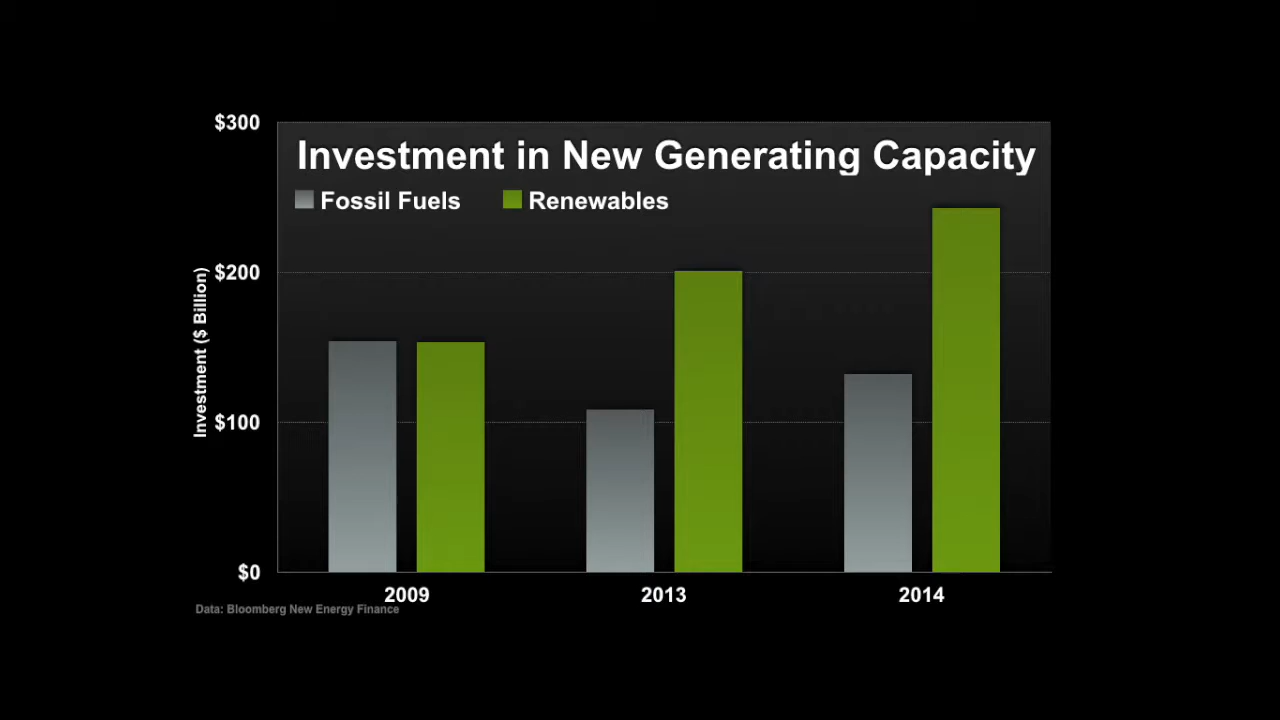 $300
Investment in New Generating Capacity
Fossil Fuels Renewables
$200
Investment ($ Billion)
$100
$0
2009 2013 2014
Data: Bloomberg New Energy Finance